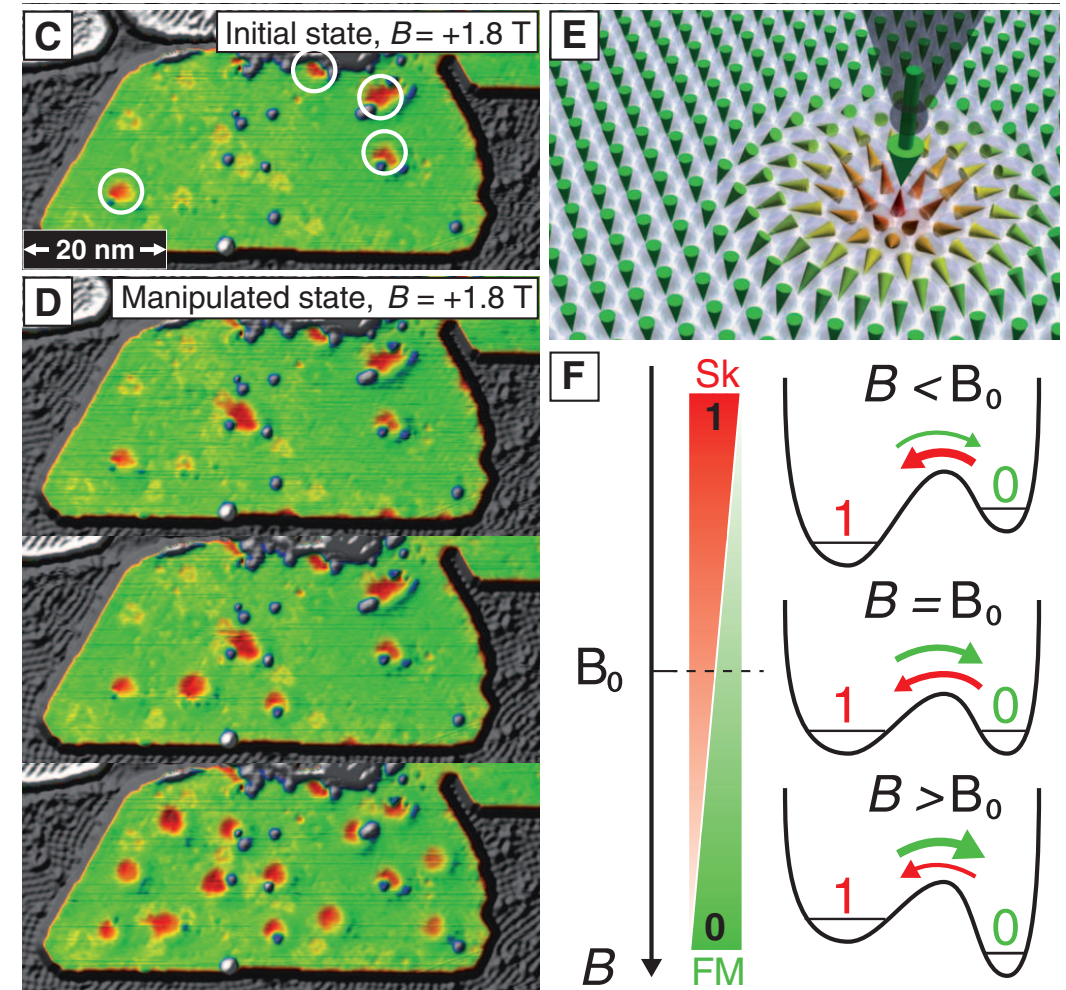 C
Initial state, B = +1.8 T
20 nm
D
Manipulated state, B = +1.8 T
E
F
Sk
1
B₀
0
FM
B
B < B₀
1
0
B = B₀
1
0
B > B₀
1
0